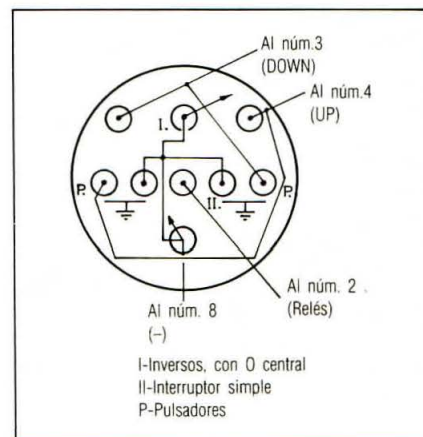 Al núm.3
(DOWN)
Al núm.4
(UP)
I.
P.
P.
II.
Al núm. 2 .
(Relés)
Al núm. 8
(–)
I-Inversos, con O central
II-Interruptor simple
P-Pulsadores